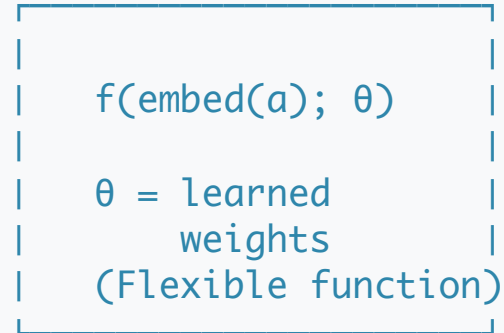 f(embed(a); θ)
θ = learned
weights
(Flexible function)